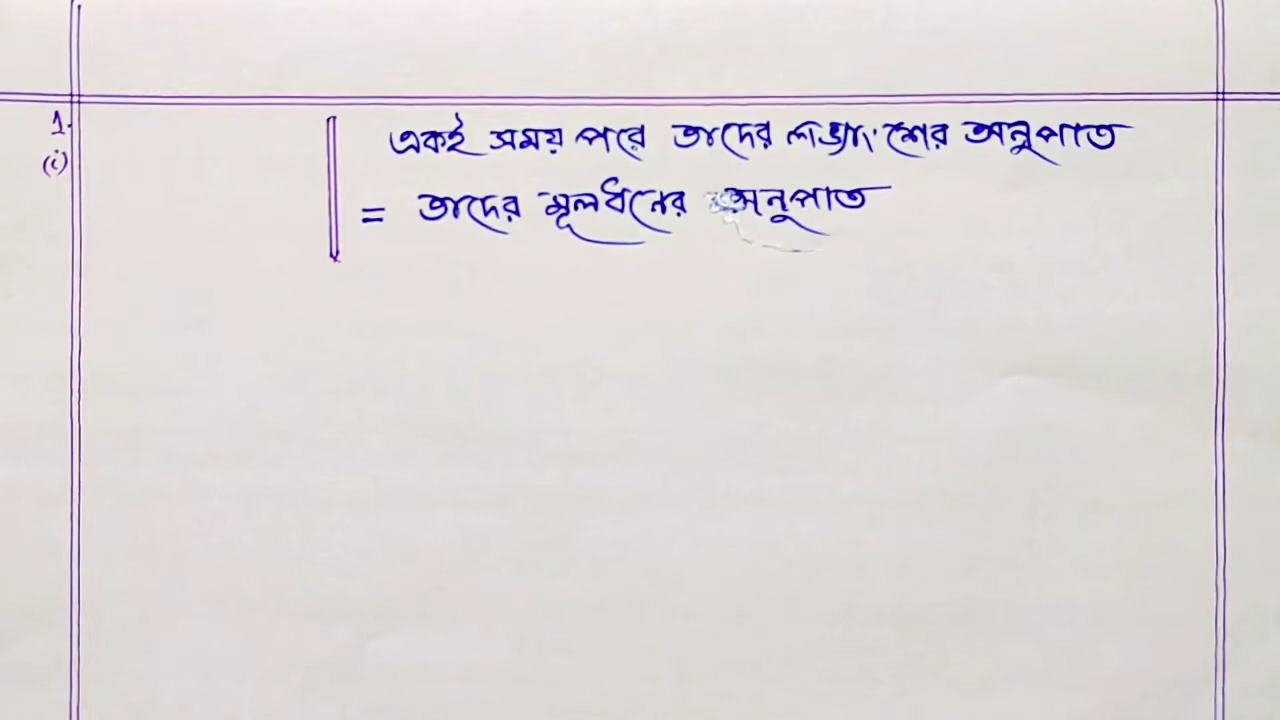 1.
(i)
একই সময় পরে তাদের লভ্যাংশের অনুপাত
= তাদের মূলধনের অনুপাত